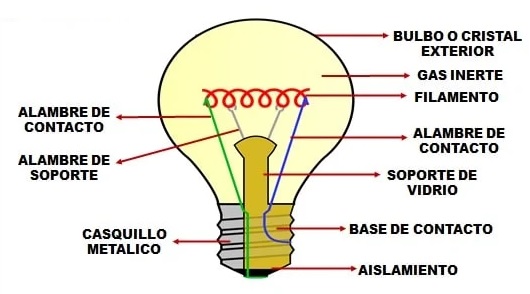 BULBO O CRISTAL
EXTERIOR
GAS INERTE
FILAMENTO
ALAMBRE DE
CONTACTO
ALAMBRE DE
CONTACTO
ALAMBRE DE
SOPORTE
SOPORTE DE
VIDRIO
CASQUILLO
METALICO
BASE DE CONTACTO
AISLAMIENTO